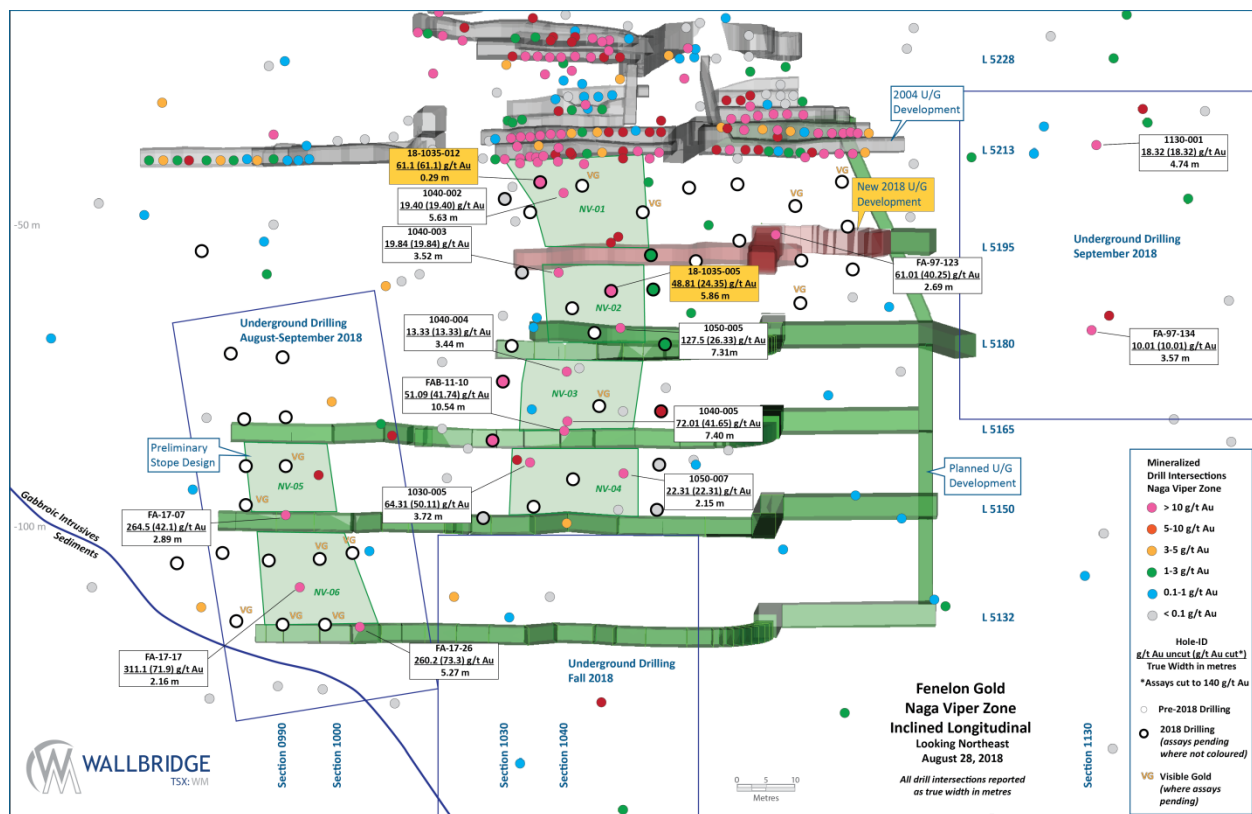 L 5228
2004 U/G
Development
L 5213
1130-001
18.32 (18.32) g/t Au
4.74 m
18-1035-012
61.1 (61.1) g/t Au
0.29 m
VG
VG
VG
1040-002
19.40 (19.40) g/t Au
5.63 m
NV-01
VG
VG
New 2018 U/G
Development
-50 m
1040-003
19.84 (19.84) g/t Au
3.52 m
L 5195
Underground Drilling
September 2018
VG
FA-97-123
61.01 (40.25) g/t Au
2.69 m
18-1035-005
48.81 (24.35) g/t Au
5.86 m
VG
NV-02
1040-004
13.33 (13.33) g/t Au
3.44 m
Underground Drilling
August-September 2018
1050-005
127.5 (26.33) g/t Au
7.31m
L 5180
FA-97-134
10.01 (10.01) g/t Au
3.57 m
FAB-11-10
51.09 (41.74) g/t Au
10.54 m
NV-03
VG
1040-005
72.01 (41.65) g/t Au
7.40 m
L 5165
Preliminary
Stope Design
VG
NV-05
VG
1030-005
64.31 (50.11) g/t Au
3.72 m
NV-04
1050-007
22.31 (22.31) g/t Au
2.15 m
Planned U/G
Development
L 5150
Gabbroic Intrusives
Sediments
FA-17-07
264.5 (42.1) g/t Au
2.89 m
-100 m
VG
VG
NV-06
VG
VG
VG
L 5132
FA-17-17
311.1 (71.9) g/t Au
2.16 m
FA-17-26
260.2 (73.3) g/t Au
5.27 m
Underground Drilling
Fall 2018
Mineralized
Drill Intersections
Naga Viper Zone
> 10 g/t Au
5-10 g/t Au
3-5 g/t Au
1-3 g/t Au
0.1-1 g/t Au
< 0.1 g/t Au
Hole-ID
g/t Au uncut (g/t Au cut*)
True Width in metres
*Assays cut to 140 g/t Au
Pre-2018 Drilling
2018 Drilling
(assays pending
where not coloured)
VG
Visible Gold
(where assays
pending)
Fenelon Gold
Naga Viper Zone
Inclined Longitudinal
Looking Northeast
August 28, 2018
All drill intersections reported
as true width in metres
0 5 10
Metres
Section 0990
Section 1000
Section 1030
Section 1040
Section 1130
WALLBRIDGE
TSX: WM